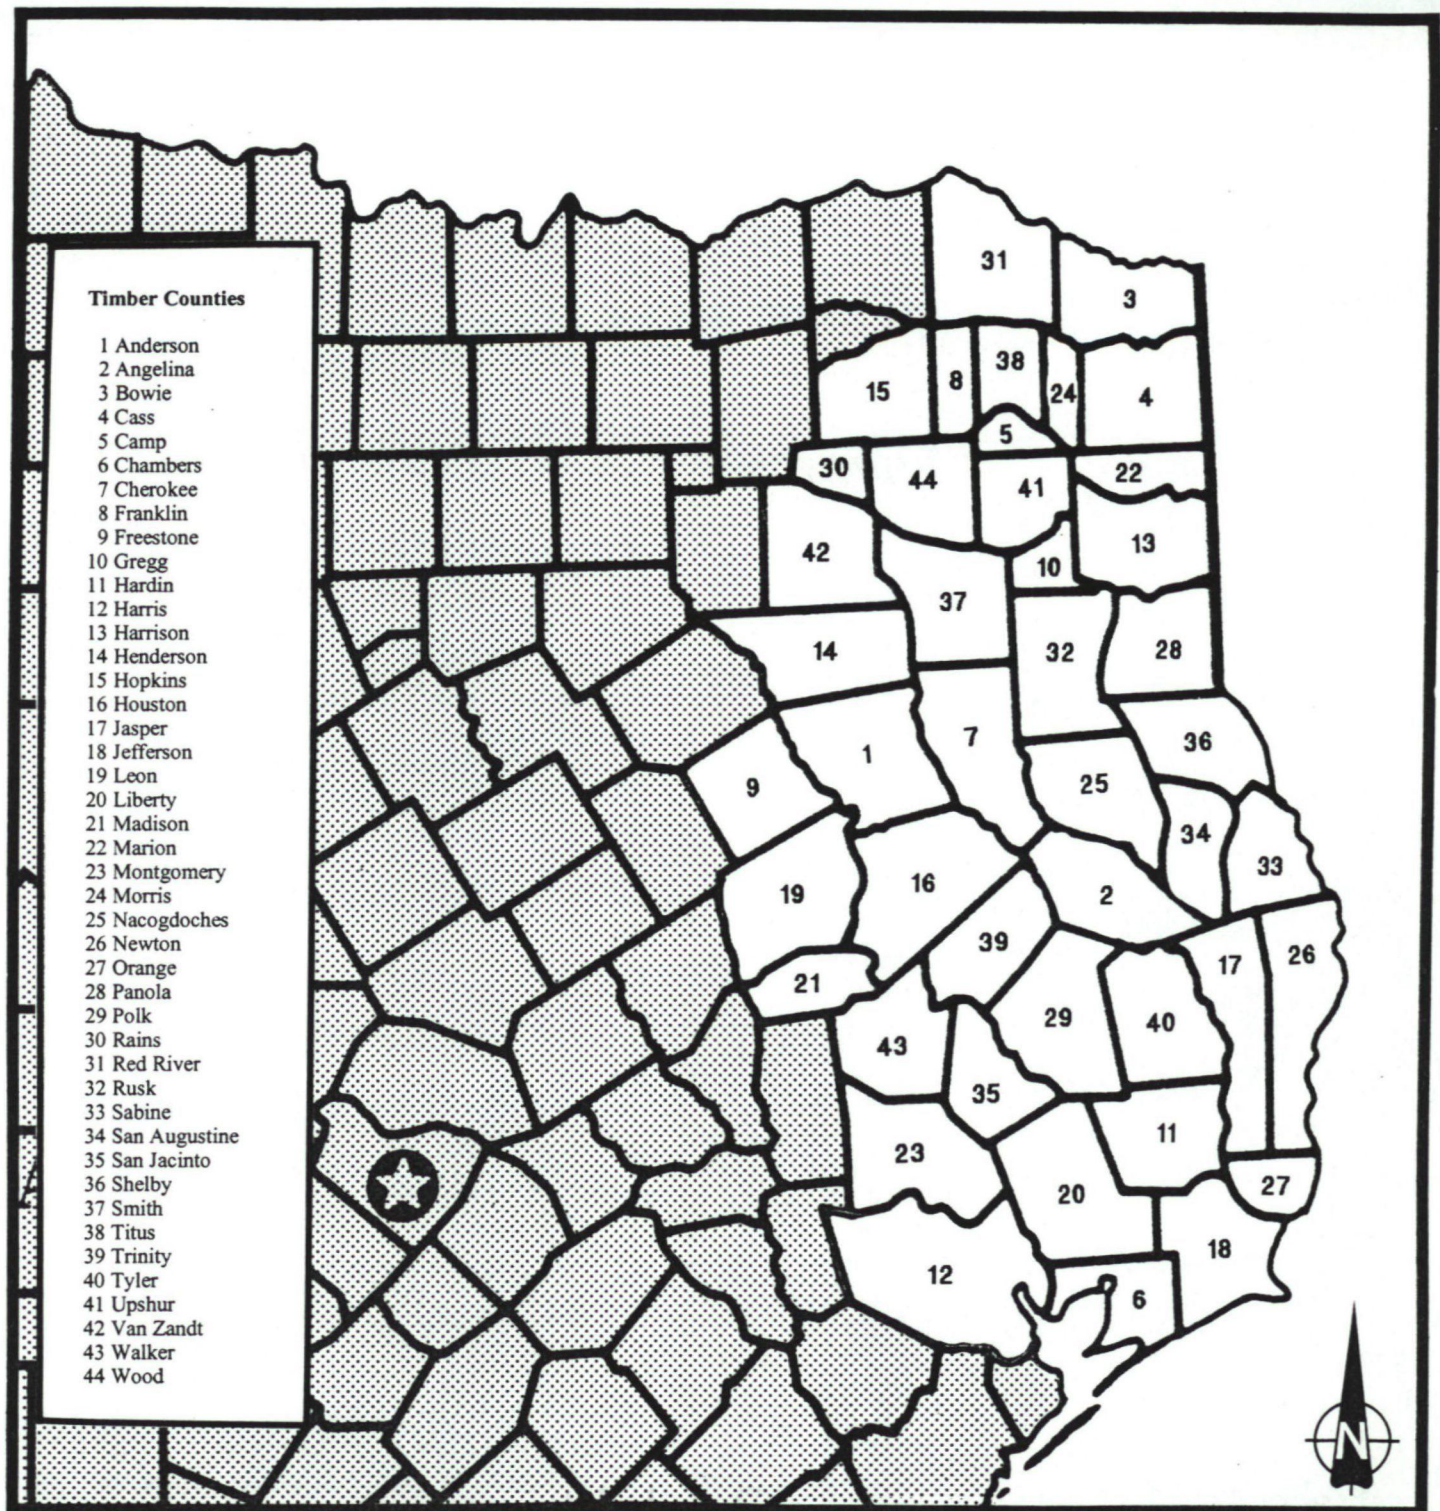 Timber Counties
1 Anderson
2 Angelina
3 Bowie
4 Cass
5 Camp
6 Chambers
7 Cherokee
8 Franklin
9 Freestone
10 Gregg
11 Hardin
12 Harris
13 Harrison
14 Henderson
15 Hopkins
16 Houston
17 Jasper
18 Jefferson
19 Leon
20 Liberty
21 Madison
22 Marion
23 Montgomery
24 Morris
25 Nacogdoches
26 Newton
27 Orange
28 Panola
29 Polk
30 Rains
31 Red River
32 Rusk
33 Sabine
34 San Augustine
35 San Jacinto
36 Shelby
37 Smith
38 Titus
39 Trinity
40 Tyler
41 Upshur
42 Van Zandt
43 Walker
44 Wood
31
3
38
8
24
15
4
5
30
44
41
22
42
10
13
37
14
32
28
7
36
1
9
25
34
33
19
16
2
39
17
26
21
29
40
43
35
11
23
27
20
18
12
6
N